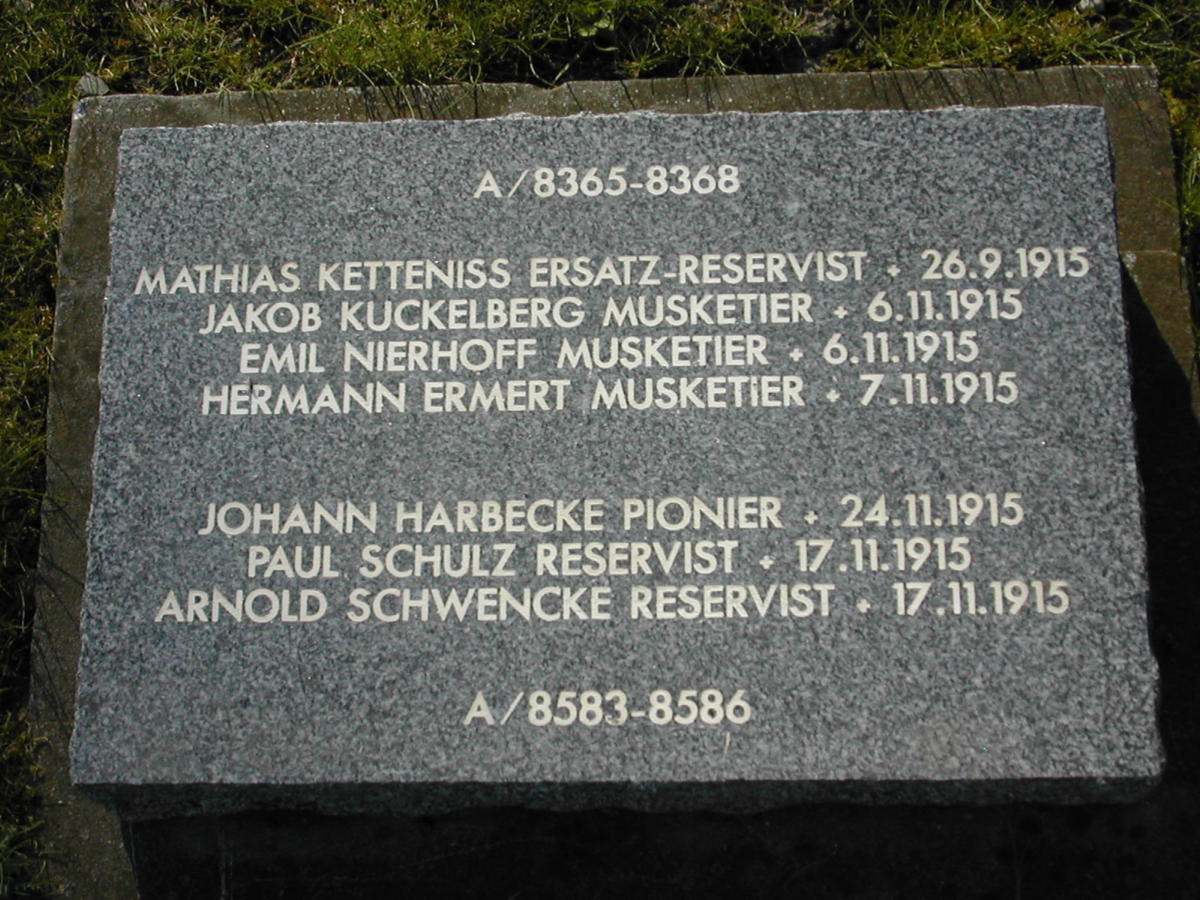 A/8365-8368
MATHIAS KETTENISS ERSATZ-RESERVIST + 26.9.1915
JAKOB KUCKELBERG MUSKETIER + 6.11.1915
EMIL NIERHOFF MUSKETIER + 6.11.1915
HERMANN ERMERT MUSKETIER + 7.11.1915
JOHANN HARBECKE PIONIER + 24.11.1915
PAUL SCHULZ RESERVIST + 17.11.1915
ARNOLD SCHWENCKE RESERVIST + 17.11.1915
A/8583-8586